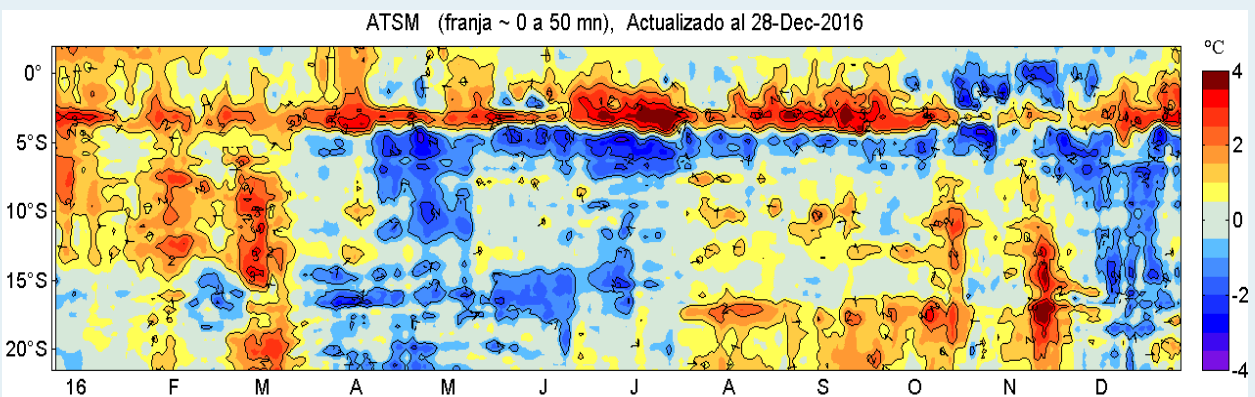 ATSM (franja ~ 0 a 50 mn), Actualizado al 28-Dec-2016
°C
0°
5°S
10°S
15°S
20°S
4
2
0
-2
-4
16 F M A M J J A S O N D